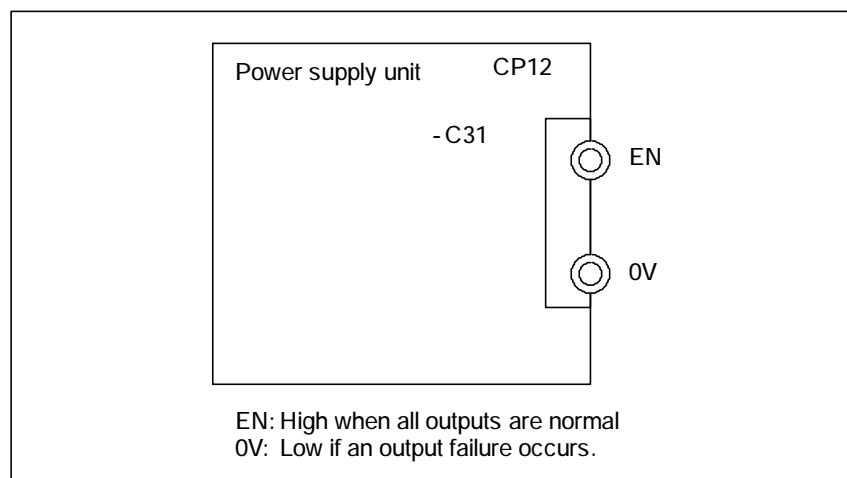 Power supply unit CP12
- C31
EN
0V
EN: High when all outputs are normal
0V: Low if an output failure occurs.